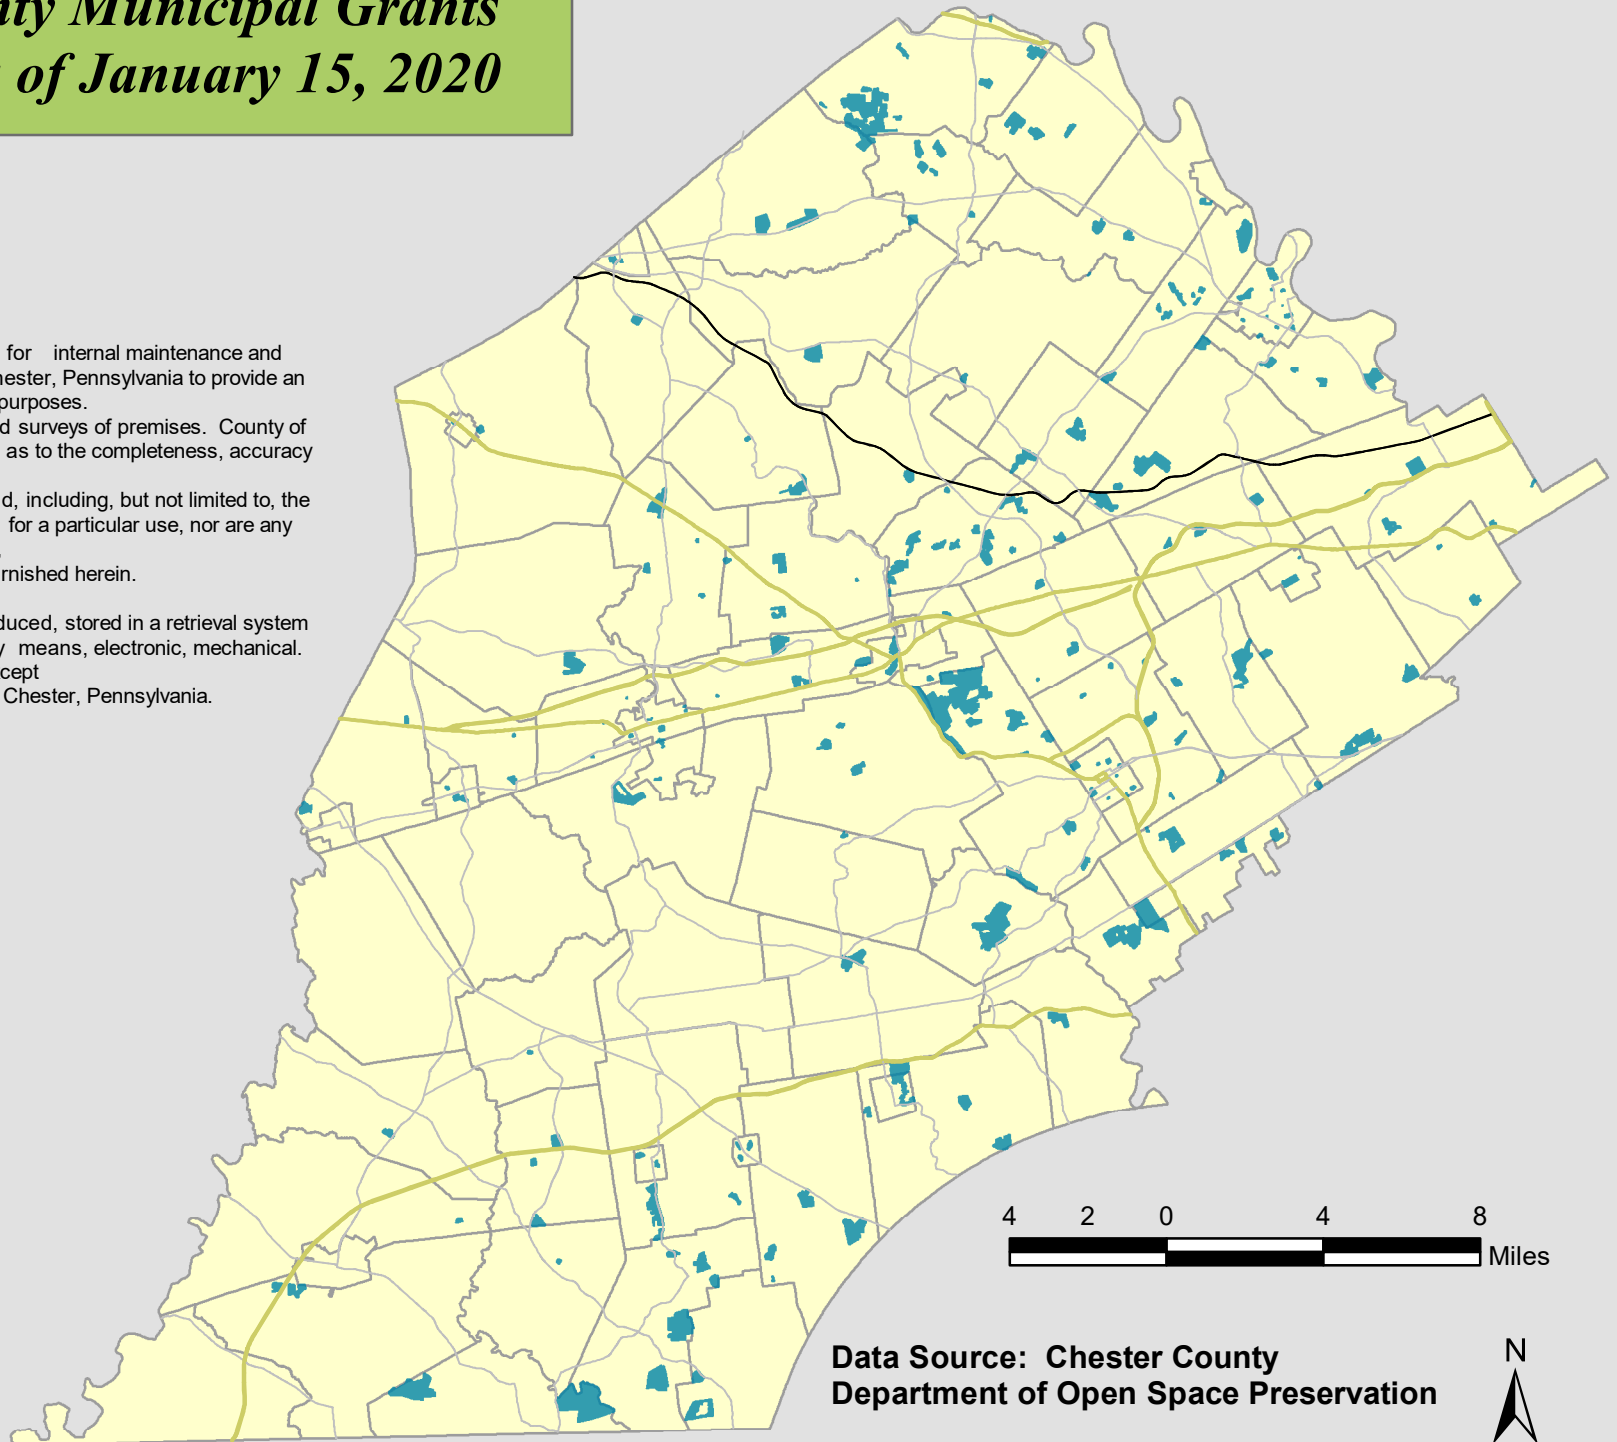 nty Municipal Grants
of January 15, 2020
for internal maintenance and
hester, Pennsylvania to provide an
purposes.
d surveys of premises. County of
as to the completeness, accuracy
d, including, but not limited to, the
for a particular use, nor are any
rnished herein.
duced, stored in a retrieval system
y means, electronic, mechanical.
cept
Chester, Pennsylvania.
4 2 0 4 8
Miles
Data Source: Chester County
Department of Open Space Preservation
N